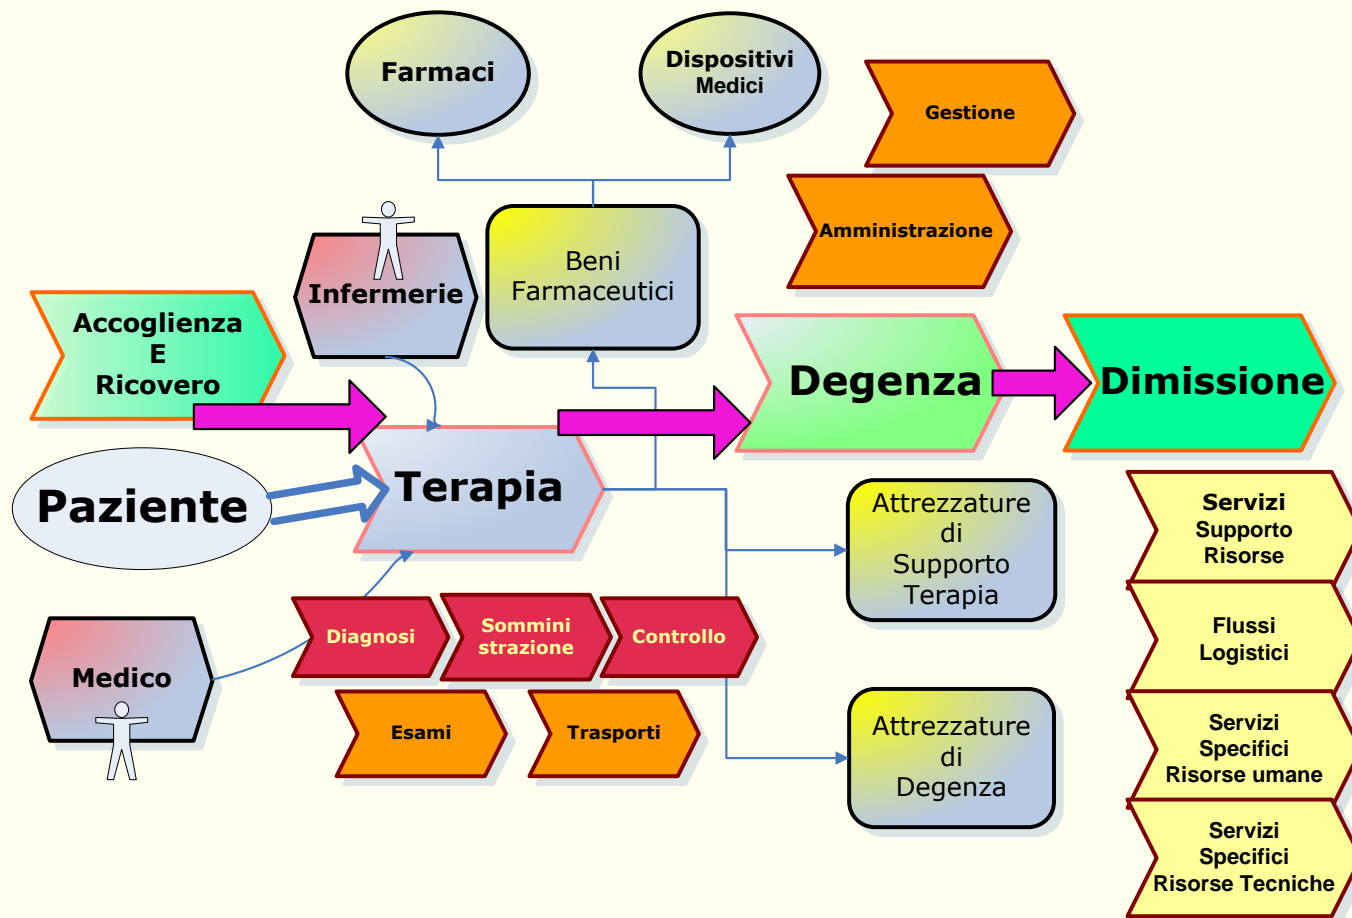 Farmaci
Dispositivi
Medici
Gestione
Amministrazione
Infermerie
Beni
Farmaceutici
Accoglienza
E
Ricovero
Degenza
Dimissione
Paziente
Terapia
Attrezzature
di
Supporto
Terapia
Servizi
Supporto
Risorse
Diagnosi
Sommini
strazione
Controllo
Flussi
Logistici
Medico
Esami
Trasporti
Attrezzature
di
Degenza
Servizi
Specifici
Risorse umane
Servizi
Specifici
Risorse Tecniche